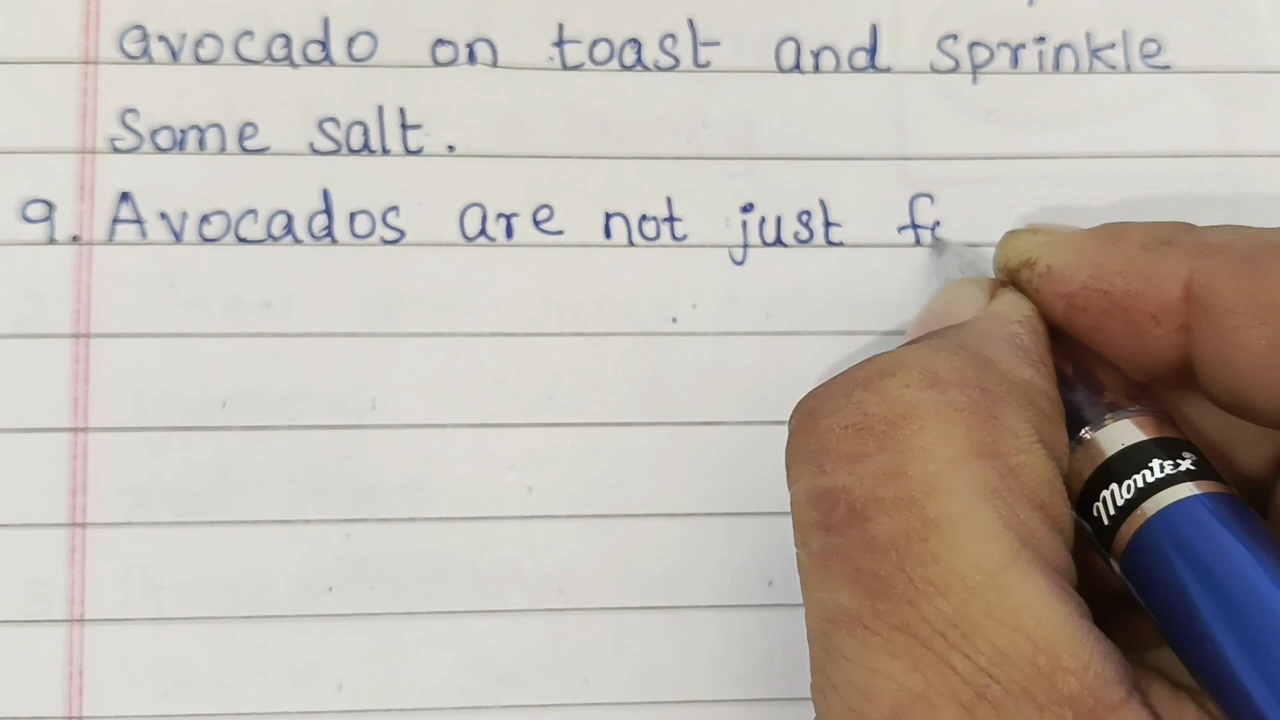 avocado on toast and sprinkle
Some salt.
9. Avocados are not just
Montex